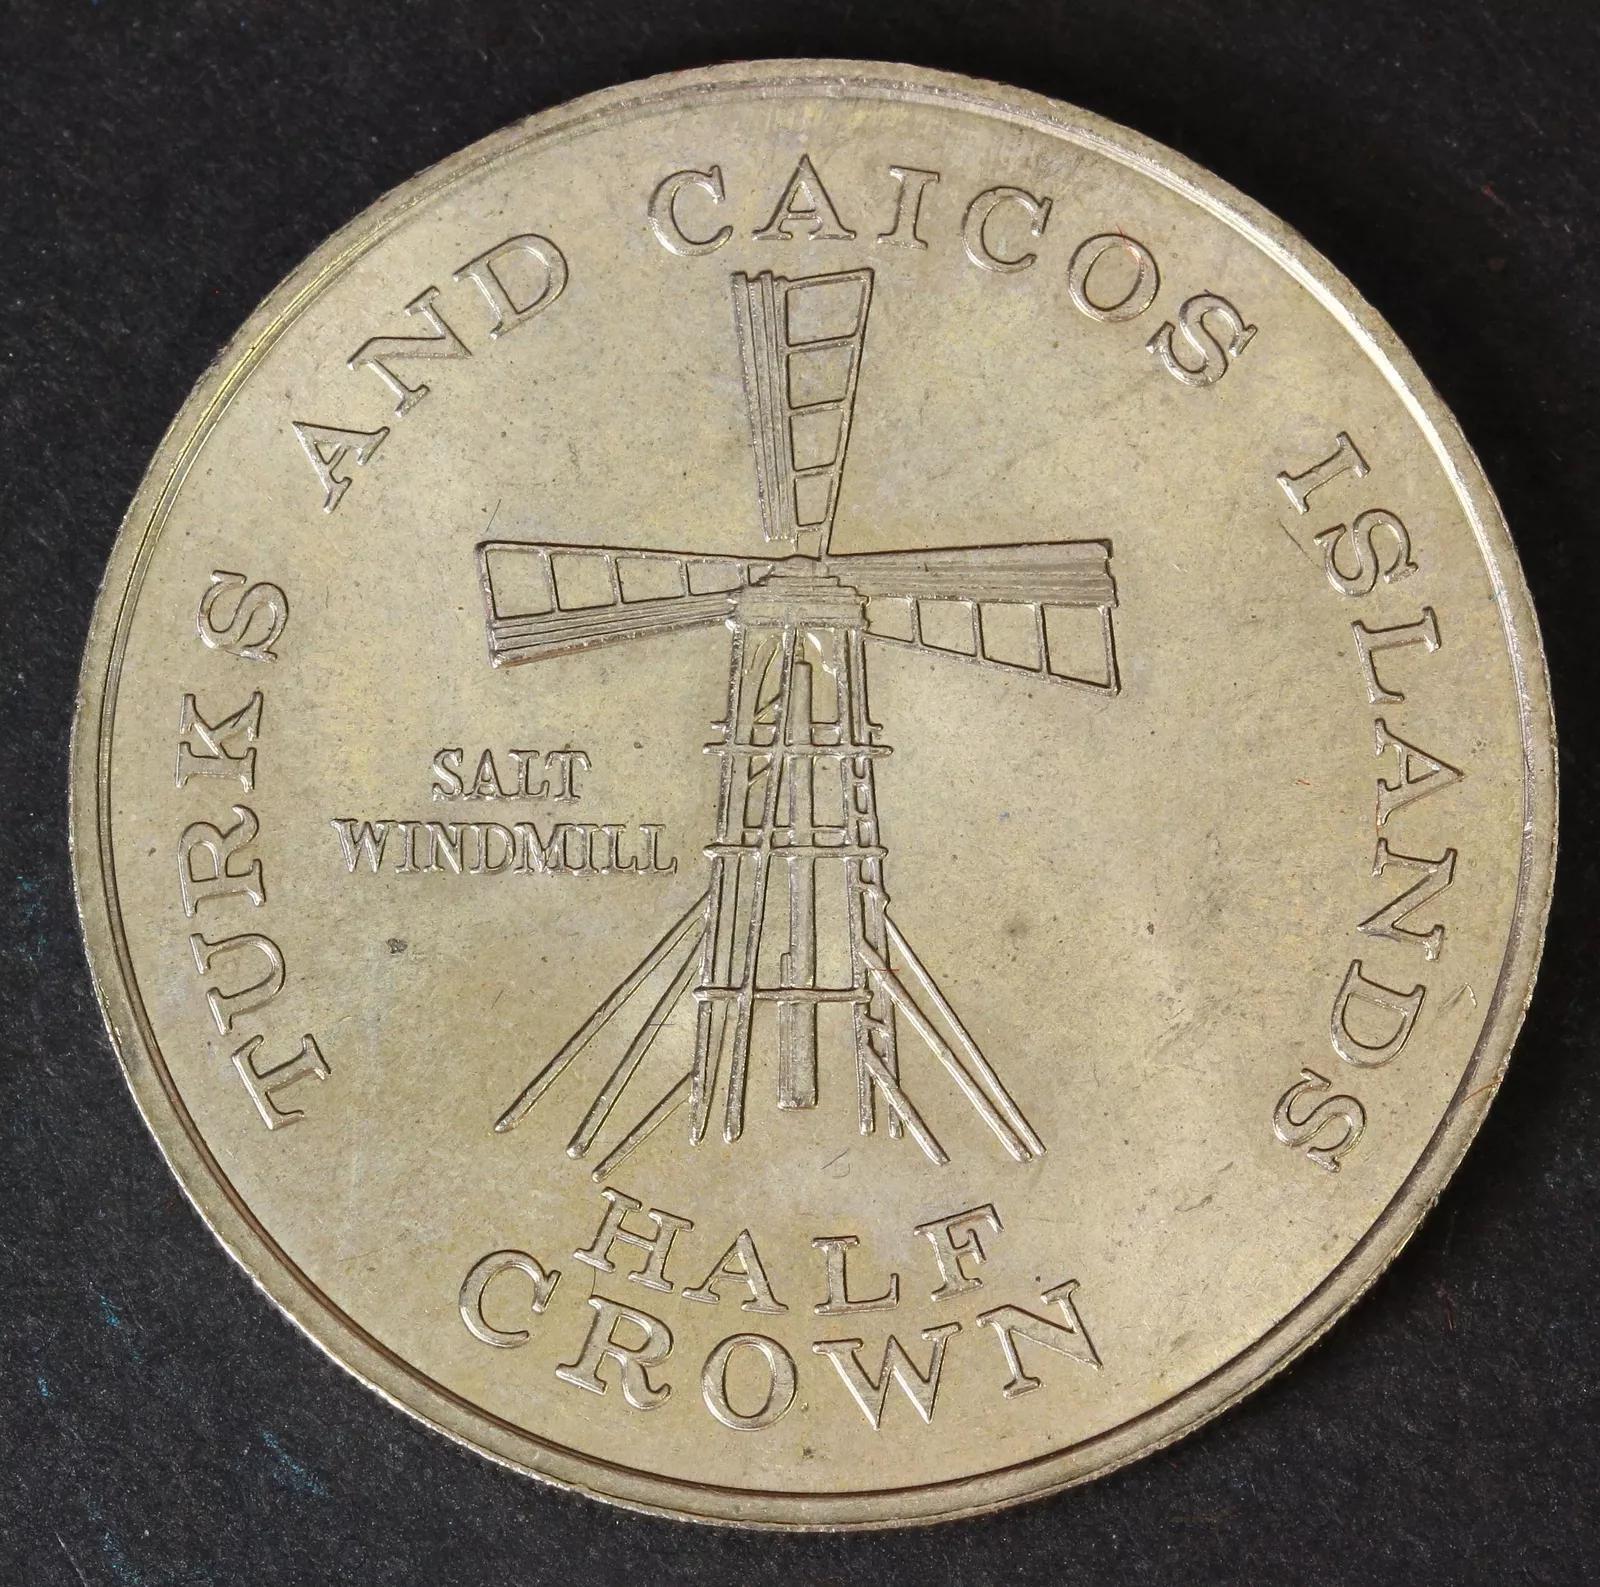 TURKS AND CAICOS ISLANDS
SALT
WINDMILL
HALF
CROWN